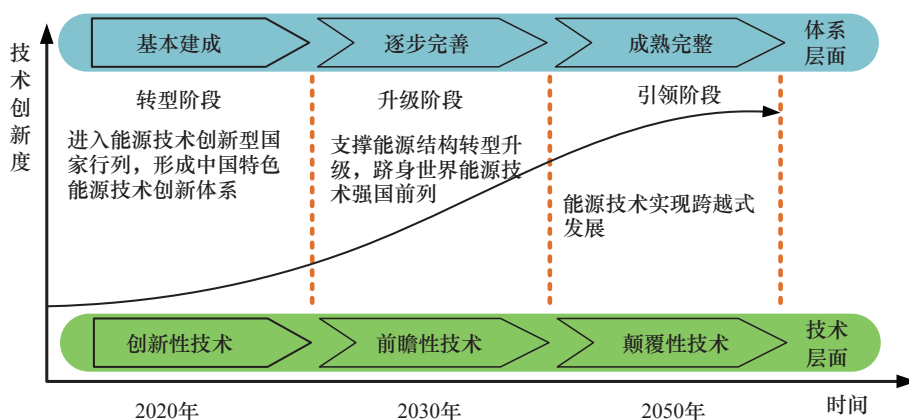 技术创新度
基本建成
逐步完善
成熟完整
体系
层面
转型阶段
进入能源技术创新型国
家行列，形成中国特色
能源技术创新体系
升级阶段
支撑能源结构转型升
级，跻身世界能源技
术强国前列
引领阶段
能源技术实现跨越式
发展
创新性技术
前瞻性技术
颠覆性技术
技术
层面
2020年
2030年
2050年
时间